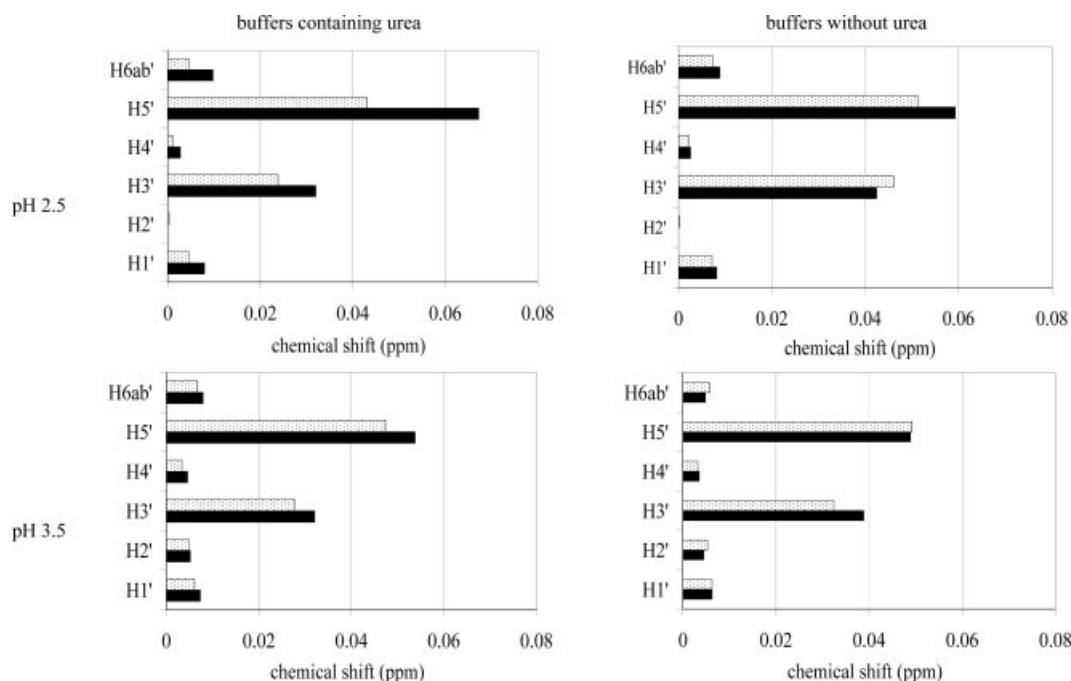 buffers containing urea
buffers without urea
pH 2.5
H6ab'
H5'
H4'
H3'
H2'
H1'
0 0.02 0.04 0.06 0.08
chemical shift (ppm)
H6ab'
H5'
H4'
H3'
H2'
H1'
0 0.02 0.04 0.06 0.08
chemical shift (ppm)
pH 3.5
H6ab'
H5'
H4'
H3'
H2'
H1'
0 0.02 0.04 0.06 0.08
chemical shift (ppm)
H6ab'
H5'
H4'
H3'
H2'
H1'
0 0.02 0.04 0.06 0.08
chemical shift (ppm)